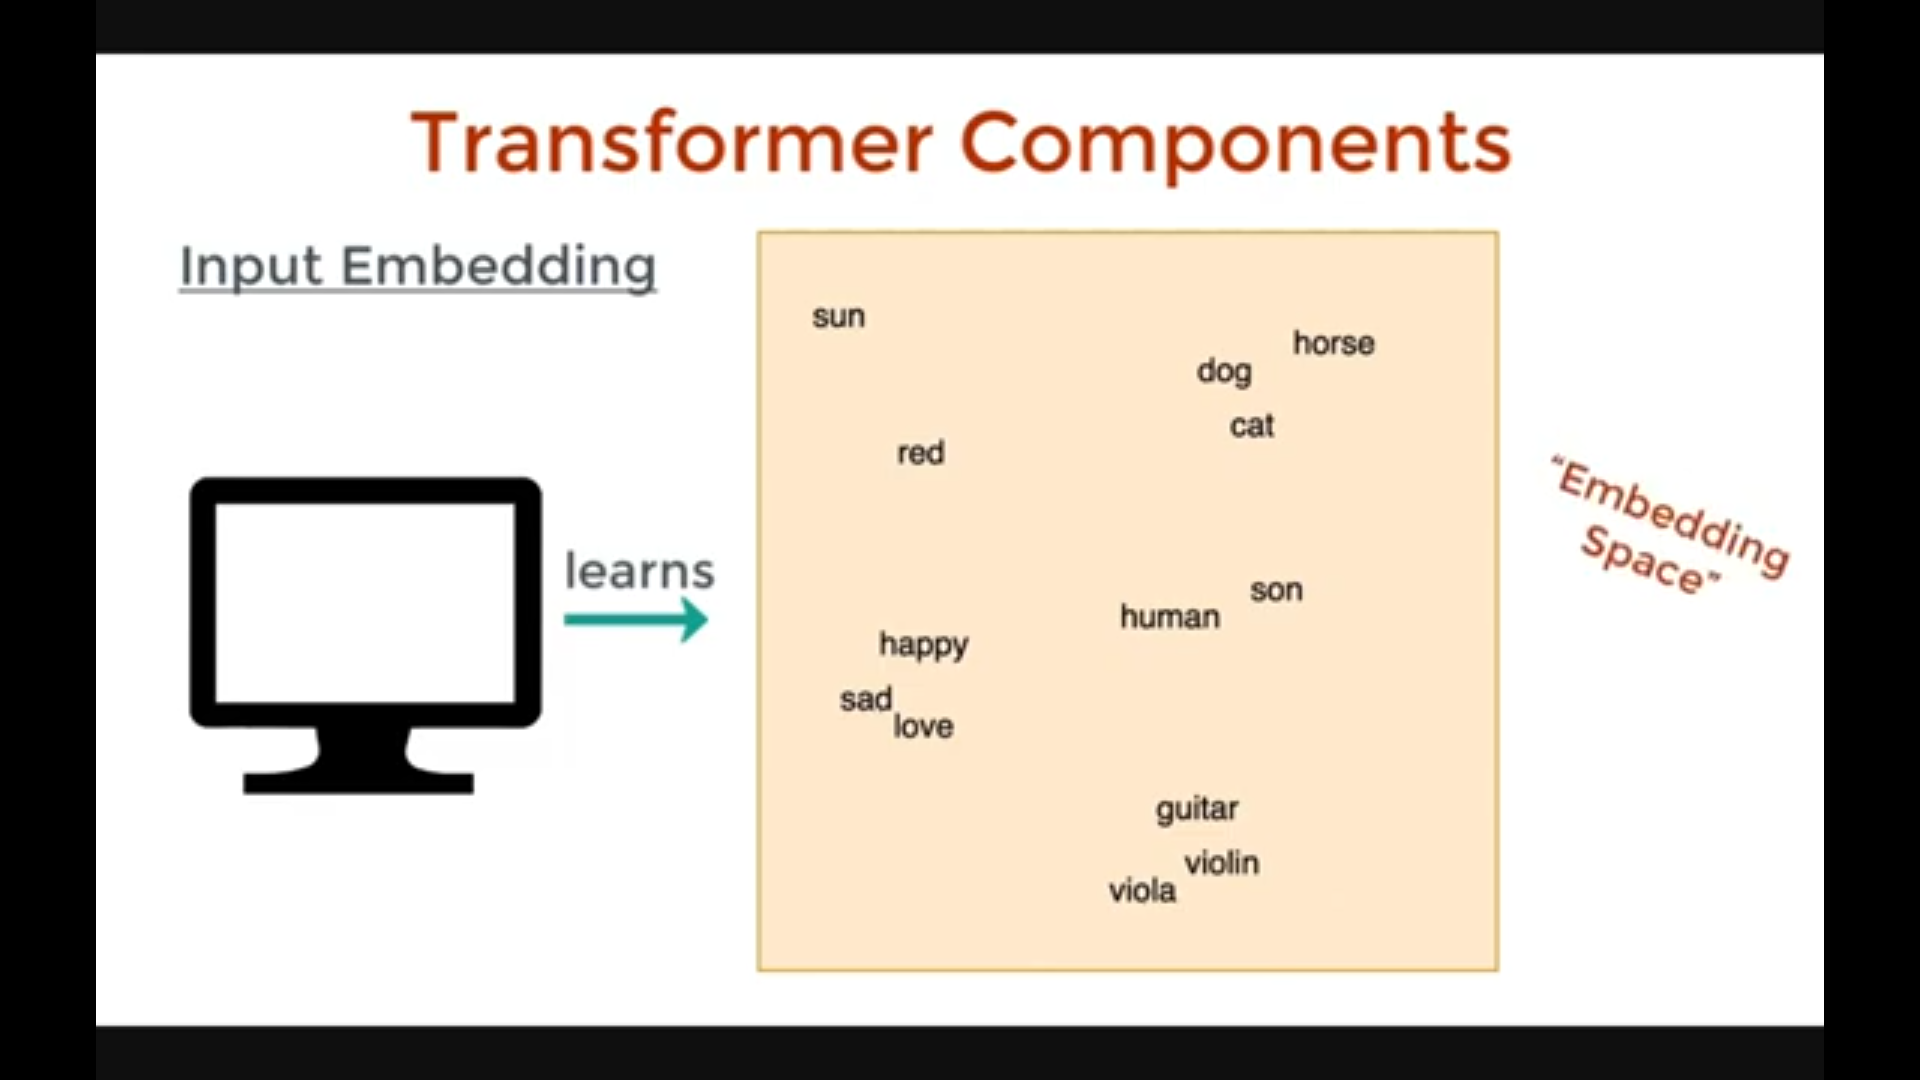 Transformer Components
Input Embedding
learns
sun
horse
dog
cat
red
son
human
happy
sad
love
guitar
violin
viola
“Embedding
Space”